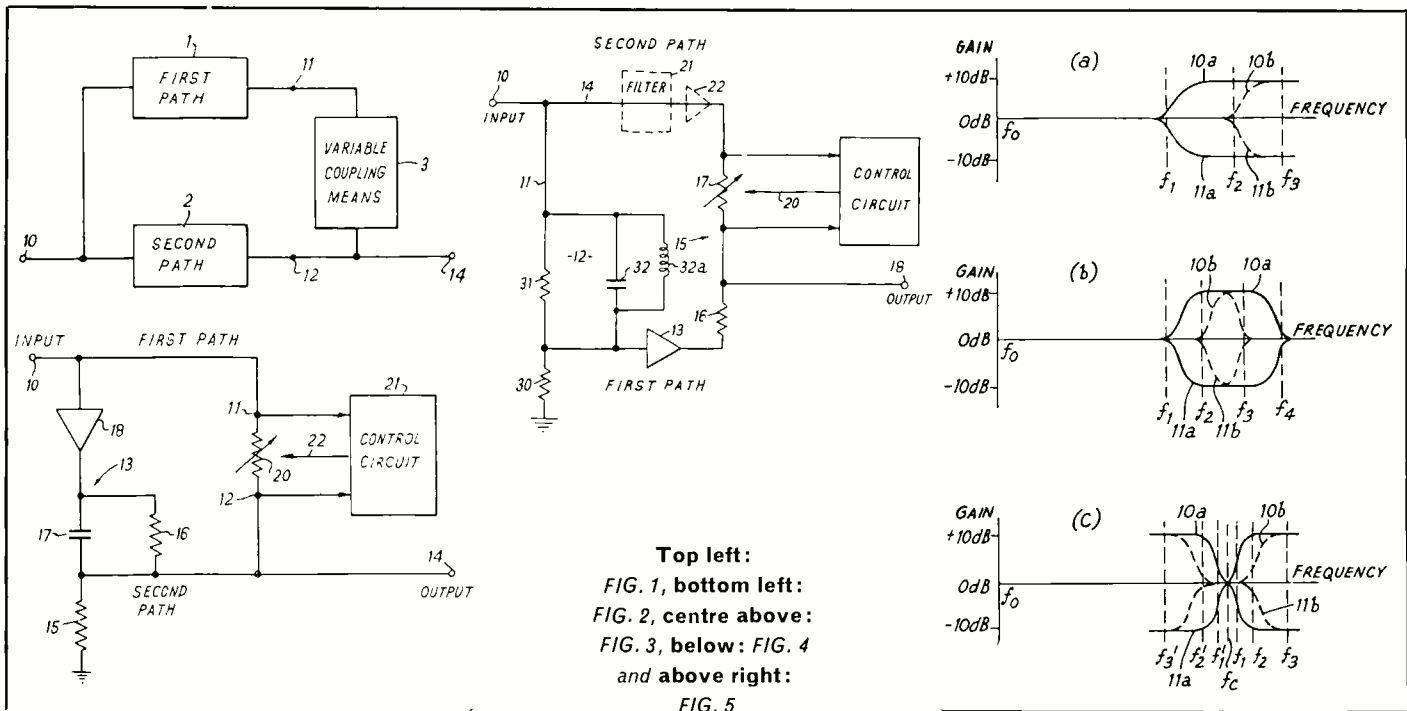 1
FIRST
PATH
11
VARIABLE
COUPLING
MEANS
3
2
SECOND
PATH
10
12
14
INPUT
10
FIRST PATH
18
13
17
16
15
SECOND
PATH
11
20
22
12
21
CONTROL
CIRCUIT
14
OUTPUT
SECOND PATH
10
INPUT
14
21
FILTER
22
11
17
20
CONTROL
CIRCUIT
15
-12-
32
32a
31
18
OUTPUT
16
13
30
FIRST PATH
Top left:
FIG. 1, bottom left:
FIG. 2, centre above:
FIG. 3, below: FIG. 4
and above right:
FIG. 5
(a)
GAIN
+10dB
0dB
-10dB
f0
10a
10b
FREQUENCY
11a
11b
f1
f2
f3
(b)
GAIN
+10dB
0dB
-10dB
f0
10b
10a
FREQUENCY
11a
11b
f1
f2
f3
f4
(c)
GAIN
+10dB
0dB
-10dB
f0
10a
10b
FREQUENCY
11b
11a
f3'
f2'
f1'
fc
f1
f2
f3